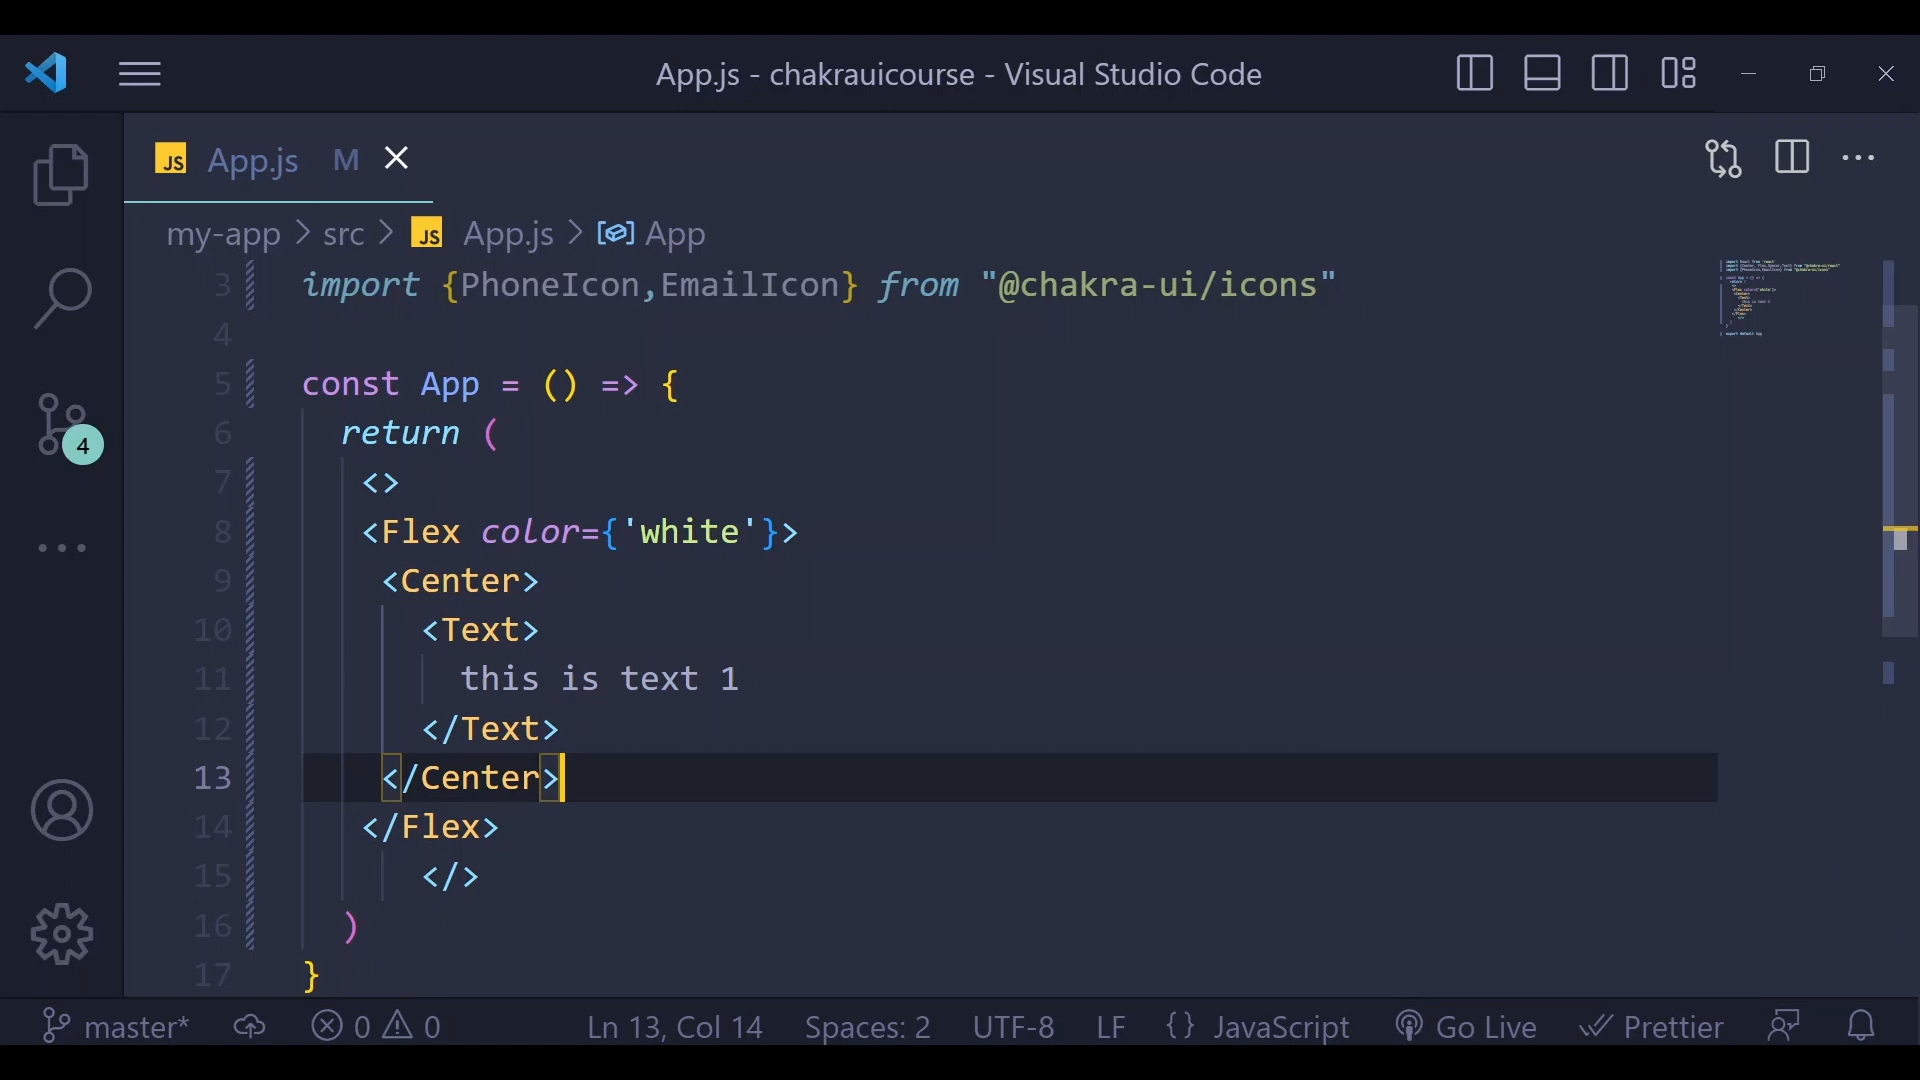 App.js - chakrauicourse - Visual Studio Code
JS App.js M
my-app > src > JS App.js > App
3 import {PhoneIcon,EmailIcon} from "@chakra-ui/icons"
4
5 const App = () => {
6 return (
7 <>
8 <Flex color={'white'}>
9 <Center>
10 <Text>
11 this is text 1
12 </Text>
13 </Center>
14 </Flex>
15 </>
16 )
17 }
4
master* 0 0 Ln 13, Col 14 Spaces: 2 UTF-8 LF {} JavaScript Go Live Prettier